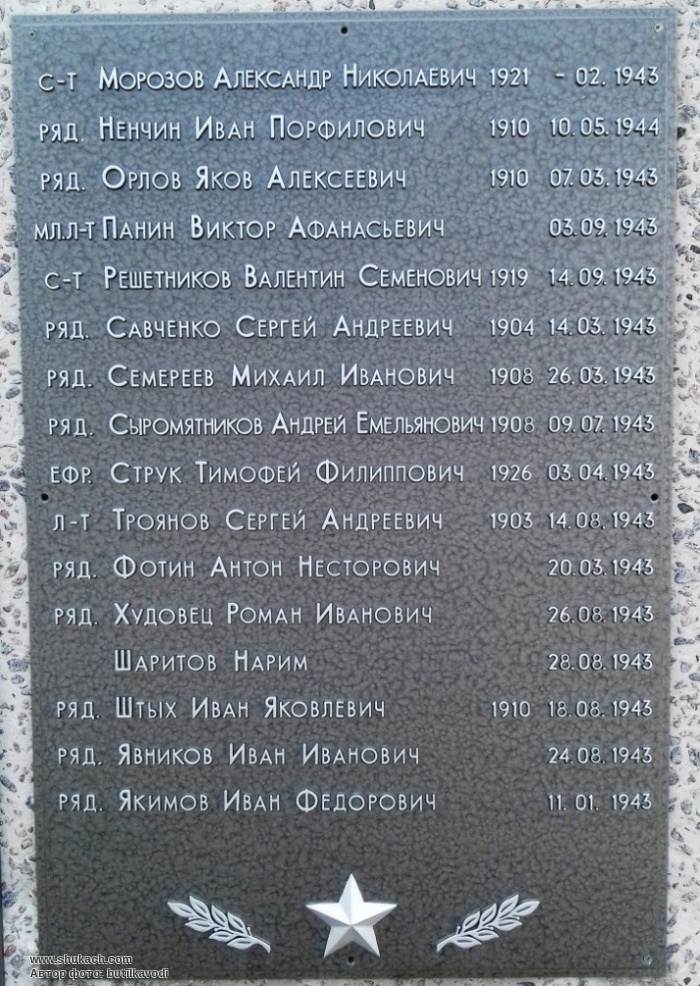 С-Т МОРОЗОВ АЛЕКСАНДР НИКОЛАЕВИЧ 1921 - 02. 1943
РЯД. НЕНЧИН ИВАН ПОРФИЛОВИЧ 1910 10.05.1944
РЯД. ОРЛОВ ЯКОВ АЛЕКСЕЕВИЧ 1910 07.03.1943
МЛ.Л-Т ПАНИН ВИКТОР АФАНАСЬЕВИЧ 03.09.1943
С-Т РЕШЕТНИКОВ ВАЛЕНТИН СЕМЕНОВИЧ 1919 14.09.1943
РЯД. САВЧЕНКО СЕРГЕЙ АНДРЕЕВИЧ 1904 14.03.1943
РЯД. СЕМЕРЕЕВ МИХАИЛ ИВАНОВИЧ 1908 26.03.1943
РЯД. СЫРОМЯТНИКОВ АНДРЕЙ ЕМЕЛЬЯНОВИЧ 1908 09.07.1943
ЕФР. СТРУК ТИМОФЕЙ ФИЛИППОВИЧ 1926 03.04.1943
Л-Т ТРОЯНОВ СЕРГЕЙ АНДРЕЕВИЧ 1903 14.08.1943
РЯД. ФОТИН АНТОН НЕСТОРОВИЧ 20.03.1943
РЯД. ХУДОВЕЦ РОМАН ИВАНОВИЧ 26.08.1943
ШАРИТОВ НАРИМ 28.08.1943
РЯД. ШТЫХ ИВАН ЯКОВЛЕВИЧ 1910 18.08.1943
РЯД. ЯВНИКОВ ИВАН ИВАНОВИЧ 24.08.1943
РЯД. ЯКИМОВ ИВАН ФЕДОРОВИЧ 11.01.1943
www.shukach.com
Автор фото: butilkavodi